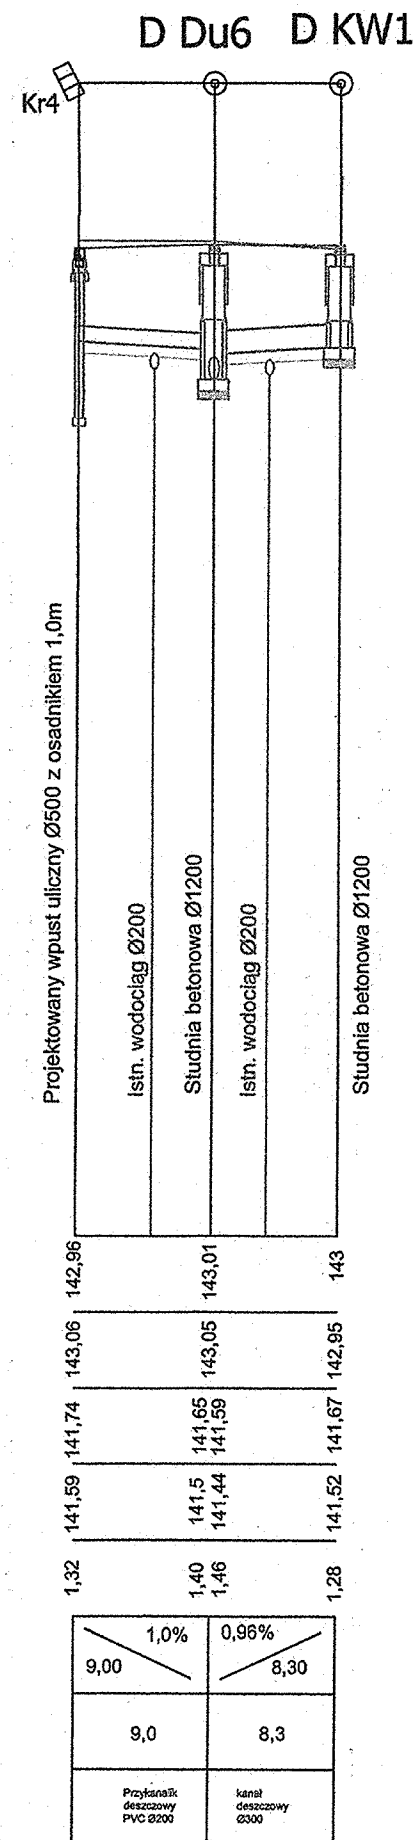 D Du6 D KW1
Kr4
Projektowany wpust uliczny Ø500 z osadnikiem 1,0m
Istn. wodociąg Ø200
Studnia betonowa Ø1200
Istn. wodociąg Ø200
Studnia betonowa Ø1200
142,96 143,01 143
143,06 143,05 142,95
141,74 141,65 141,59 141,67
141,59 141,5 141,44 141,52
1,32 1,40 1,46 1,28
1,0% 0,96%
9,00 8,30
9,0 8,3
Przykanalik kanał
deszczowy deszczowy
PVC Ø200 Ø300